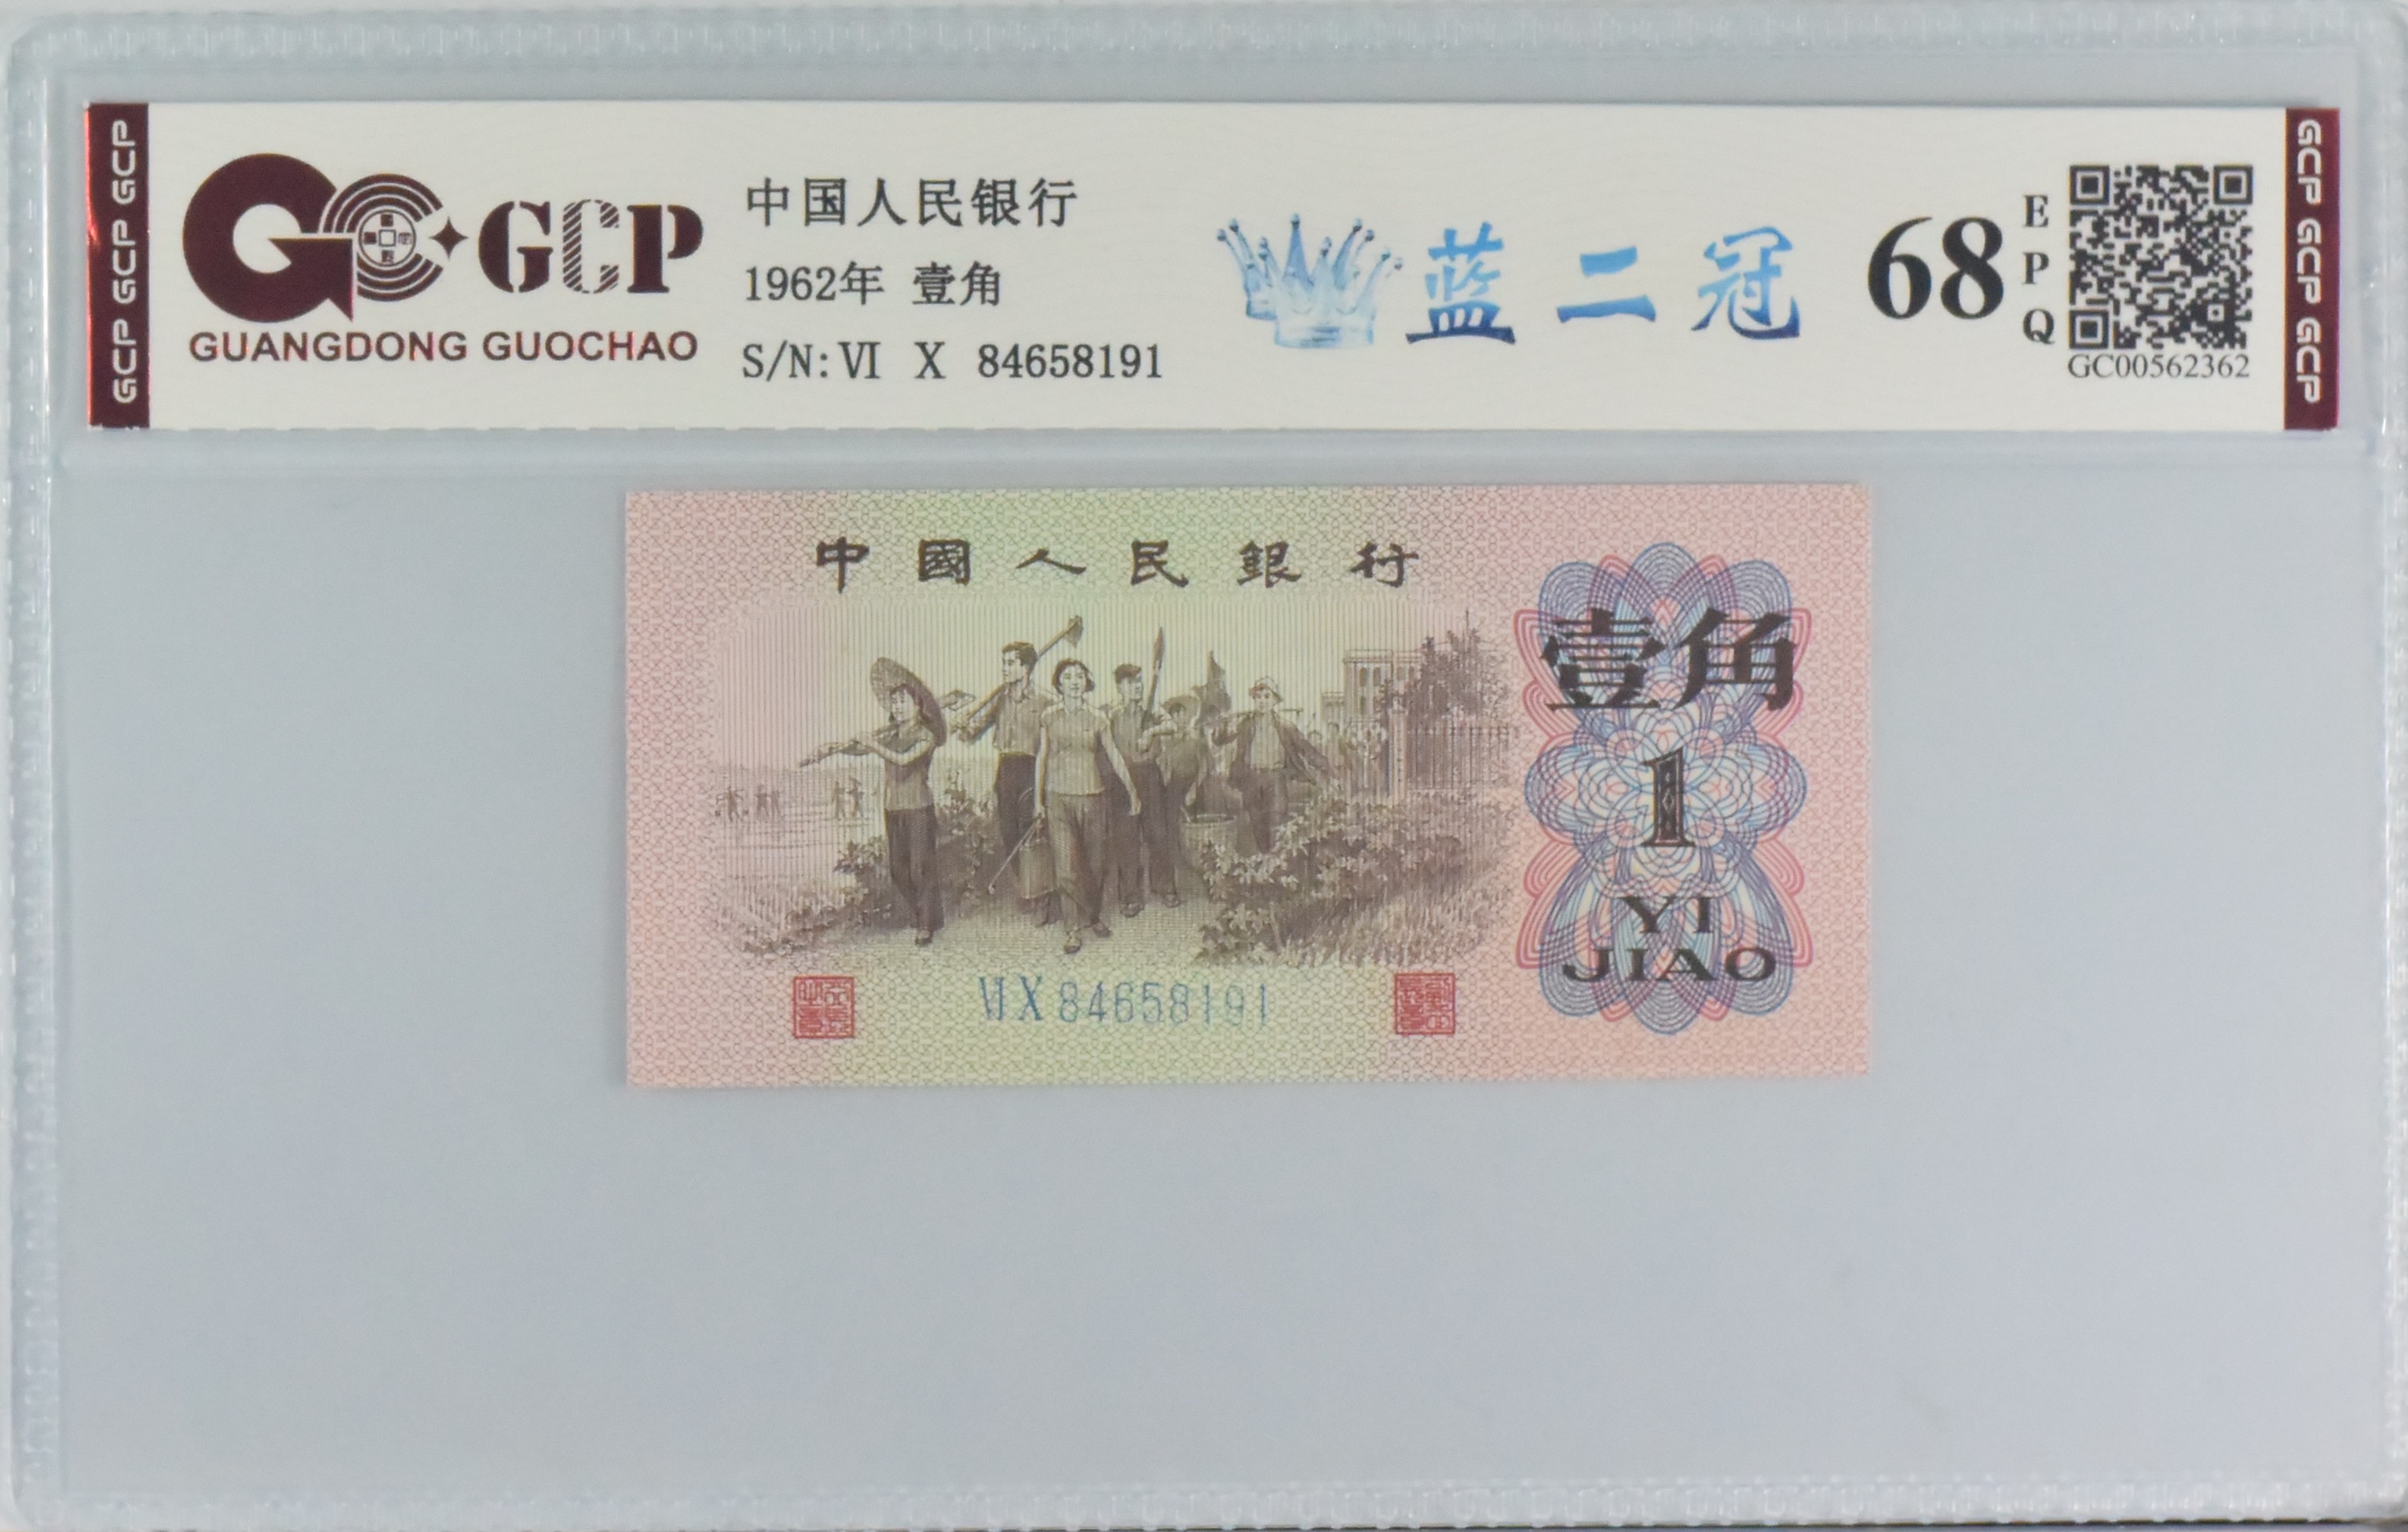 GCP GCP GCP
GCP
GUANGDONG GUOCHAO
中国人民银行
1962年 壹角
S/N: VI X 84658191
蓝二冠
68
EPQ
GC00562362
GCP GCP GCP
中國人民銀行
壹角
1
YI
JIAO
VI X 84658191